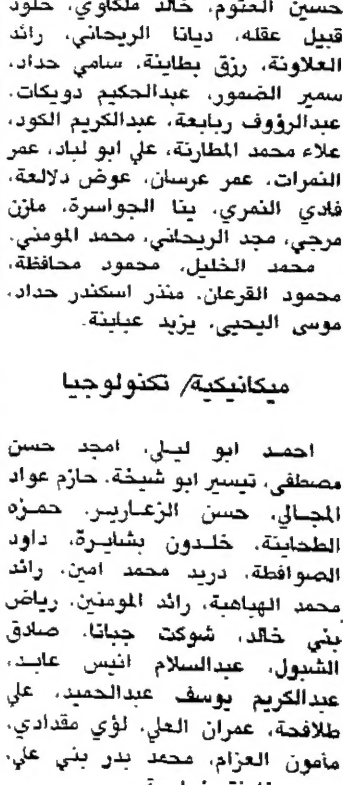 حسين العتوم، خالد ملكاوي، خلود
قبيل عقله، ديانا الريحاني، رائد
العلاونة، رزق بطاينة، سامي حداد،
سمير الضمور، عبدالحكيم دويكات.
عبدالرؤوف ربابعة، عبدالكريم الكود،
علاء محمد المطارنة، علي ابو لباد، عمر
النمرات، عمر عرسان، عوض دلالعة،
فادي النمري، ينا الجواسرة، مازن
مرجي، مجد الريحاني، محمد المومني.
محمد الخليل، محمود محافظة،
محمود القرعان، منذر اسكندر حداد،
موسى اليحيى، يزيد عبابنة.
ميكانيكية/ تكنولوجيا
احمد ابو ليلى، امجد حسن
مصطفى، تيسير ابو شيخة، حازم عواد
المجالي، حسن الزعارير، حمزه
الطحاينة، خلدون بشايرة، داود
الصوافطة، دريد محمد امين، رائد
محمد الهباهبة، رائد المومنين، رياض
بني خالد، شوكت جبانا، صادق
الشبول، عبدالسلام انيس عابد،
عبدالكريم يوسف عبدالحميد، علي
طلافحة، عمران العلي، لؤي مقدادي،
مامون العزام، محمد بدر بني علي،